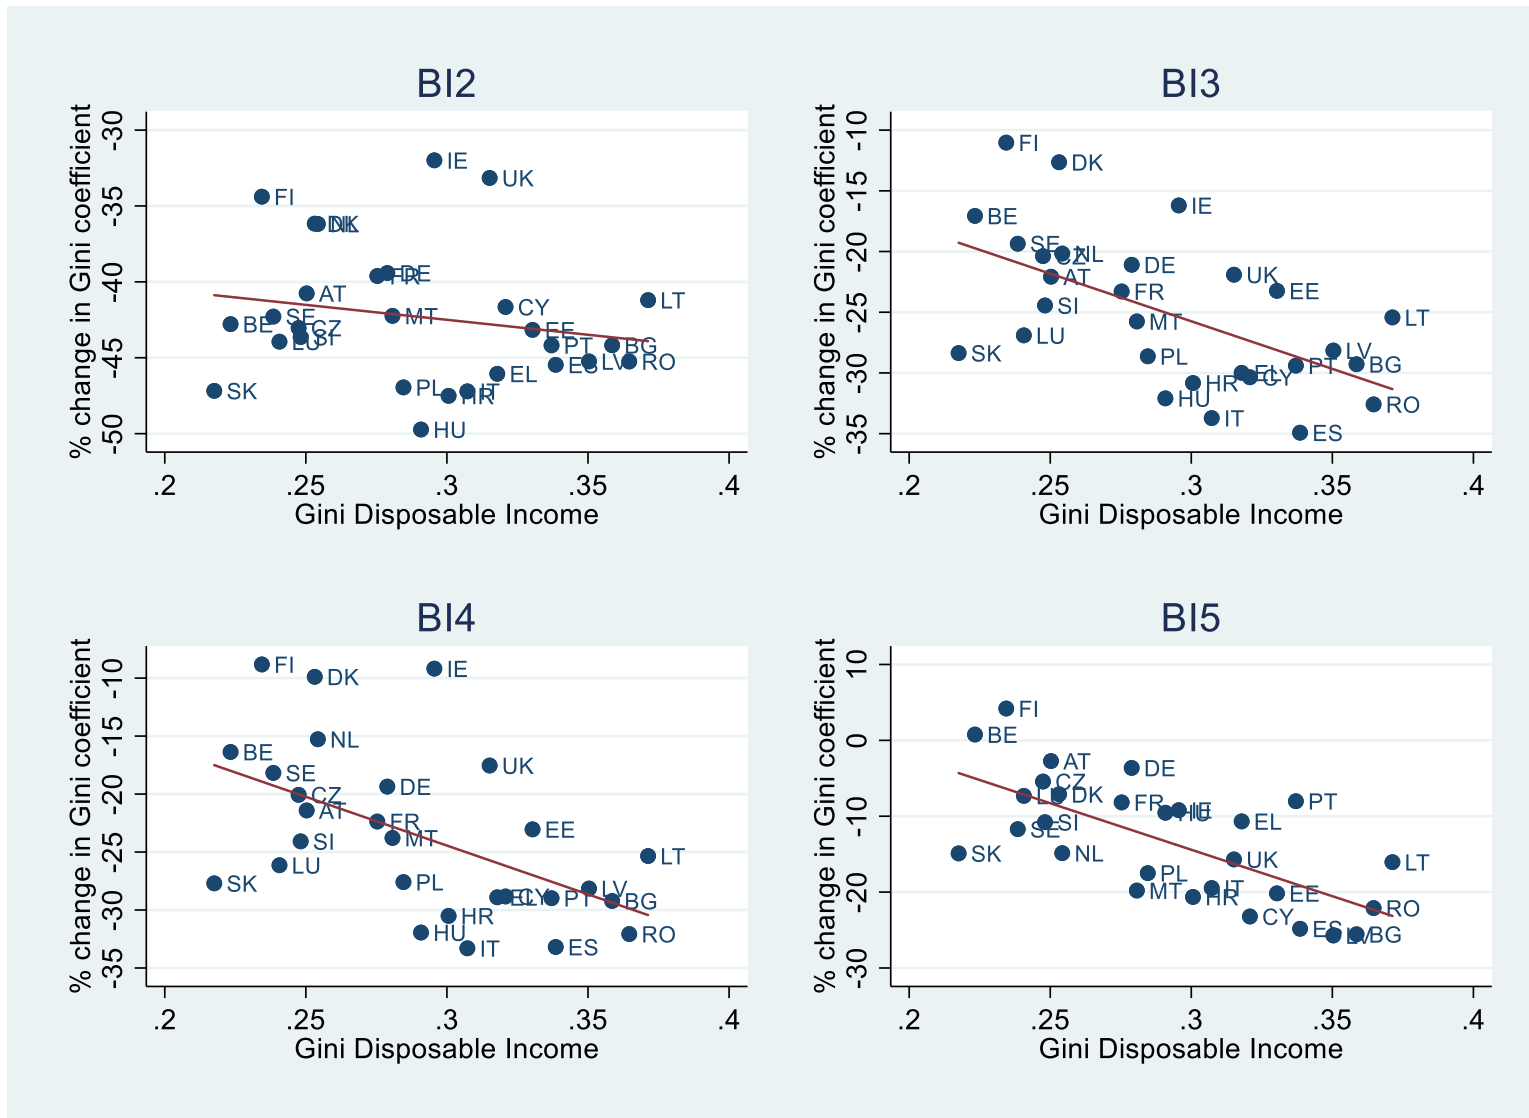 BI2
% change in Gini coefficient
-30
-35
-40
-45
-50
IE
UK
FI
DK
NL
DE
FR
AT
LT
CY
SE
MT
BE
CZ
EE
SI
LU
PT
BG
ES
LV
RO
EL
SK
PL
IT
HR
HU
.2 .25 .3 .35 .4
Gini Disposable Income
BI3
% change in Gini coefficient
-10
-15
-20
-25
-30
-35
FI
DK
IE
BE
SE
NL
CZ
DE
AT
UK
FR
EE
SI
LT
MT
LU
SK
PL
LV
BG
PT
EL
CY
HR
HU
RO
IT
ES
.2 .25 .3 .35 .4
Gini Disposable Income
BI4
% change in Gini coefficient
-10
-15
-20
-25
-30
-35
FI
IE
DK
NL
BE
UK
SE
DE
CZ
AT
FR
EE
MT
SI
LT
LU
SK
PL
LV
EL
CY
PT
BG
HR
HU
RO
IT
ES
.2 .25 .3 .35 .4
Gini Disposable Income
BI5
% change in Gini coefficient
10
0
-10
-20
-30
FI
BE
AT
DE
CZ
LU
DK
FR
PT
HU
IE
EL
SI
SE
SK
NL
UK
LT
PL
IT
MT
HR
EE
RO
CY
ES
LV
BG
.2 .25 .3 .35 .4
Gini Disposable Income